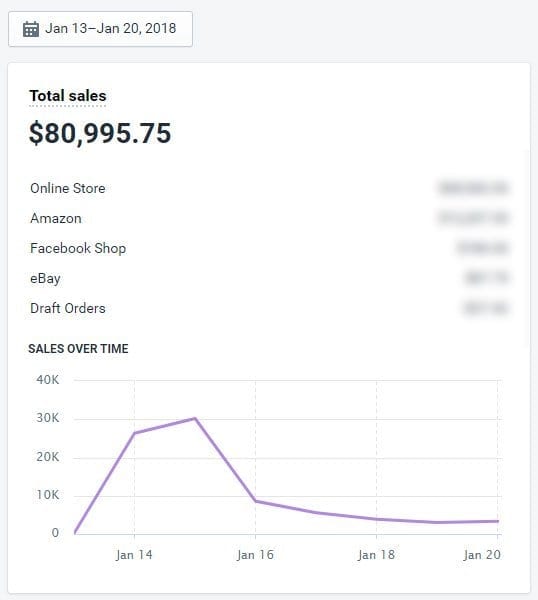 Jan 13–Jan 20, 2018
Total sales
$80,995.75
Online Store
Amazon
Facebook Shop
eBay
Draft Orders
SALES OVER TIME
40K
30K
20K
10K
0
Jan 14 Jan 16 Jan 18 Jan 20